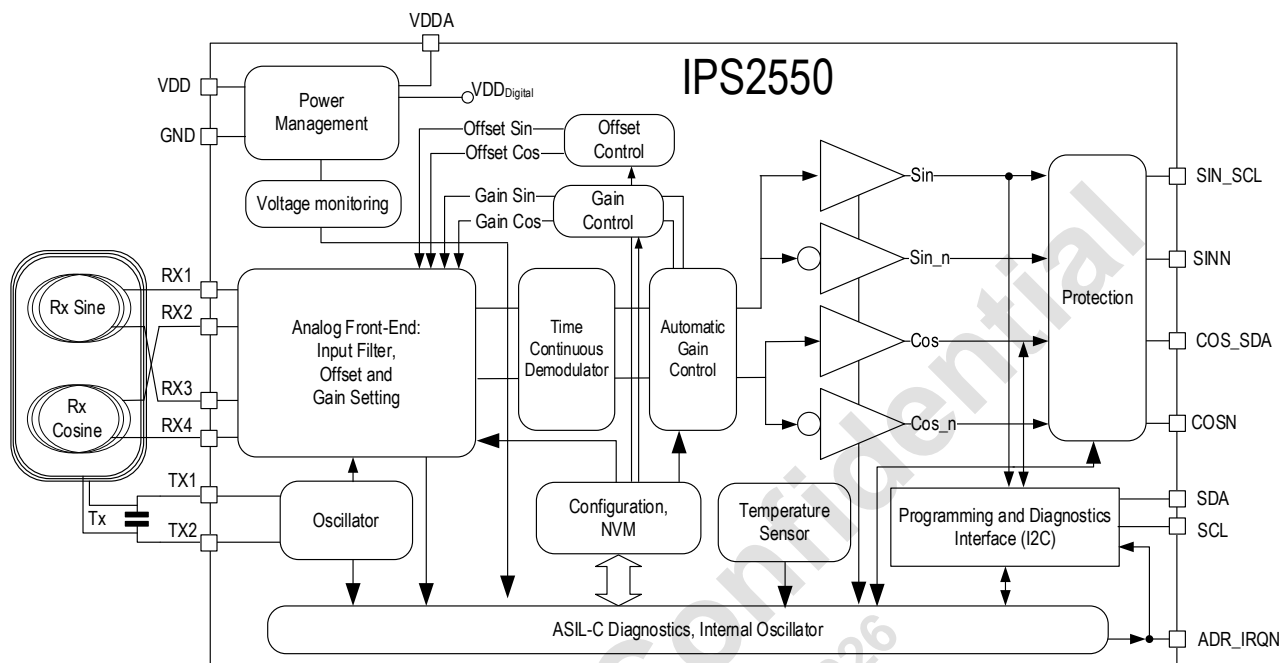 VDDA
IPS2550
VDD
GND
Power
Management
VDDDigital
Offset Sin
Offset Cos
Offset
Control
Voltage monitoring
Gain Sin
Gain Cos
Gain
Control
Sin
SIN_SCL
Sin_n
SINN
Protection
Cos
COS_SDA
Cos_n
COSN
RX1
RX2
RX3
RX4
Rx Sine
Rx
Cosine
Analog Front-End:
Input Filter,
Offset and
Gain Setting
Time
Continuous
Demodulator
Automatic
Gain
Control
TX1
Tx
TX2
Oscillator
Configuration,
NVM
Temperature
Sensor
Programming and Diagnostics
Interface (I2C)
SDA
SCL
ASIL-C Diagnostics, Internal Oscillator
ADR_IRQN
Confidential